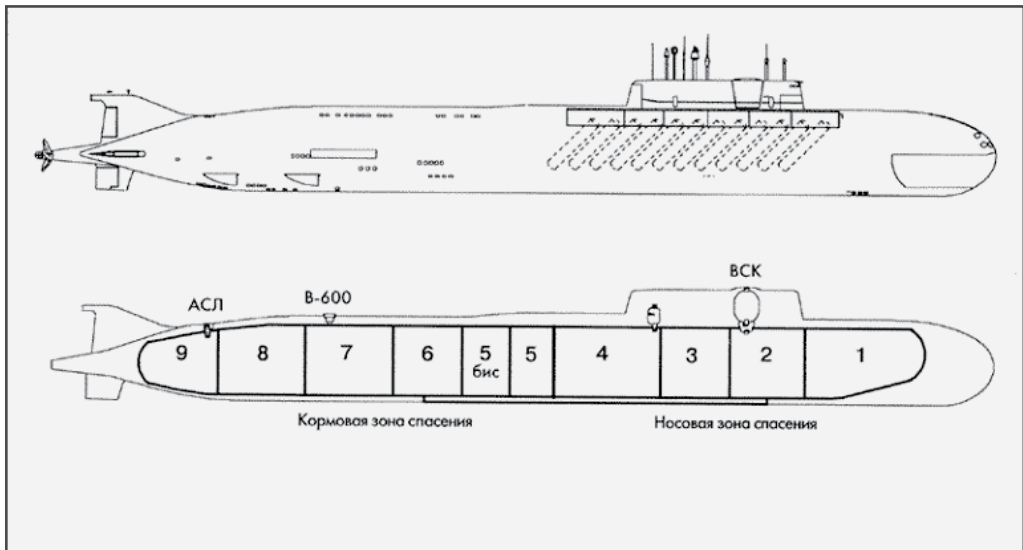 ВСК
АСЛ
В-600
9 8 7 6 5 5 4 3 2 1
бис
Кормовая зона спасения Носовая зона спасения